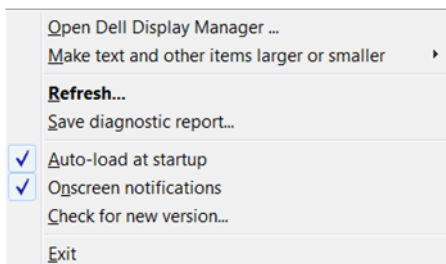 Open Dell Display Manager ...
Make text and other items larger or smaller
Refresh...
Save diagnostic report...
Auto-load at startup
Onscreen notifications
Check for new version...
Exit